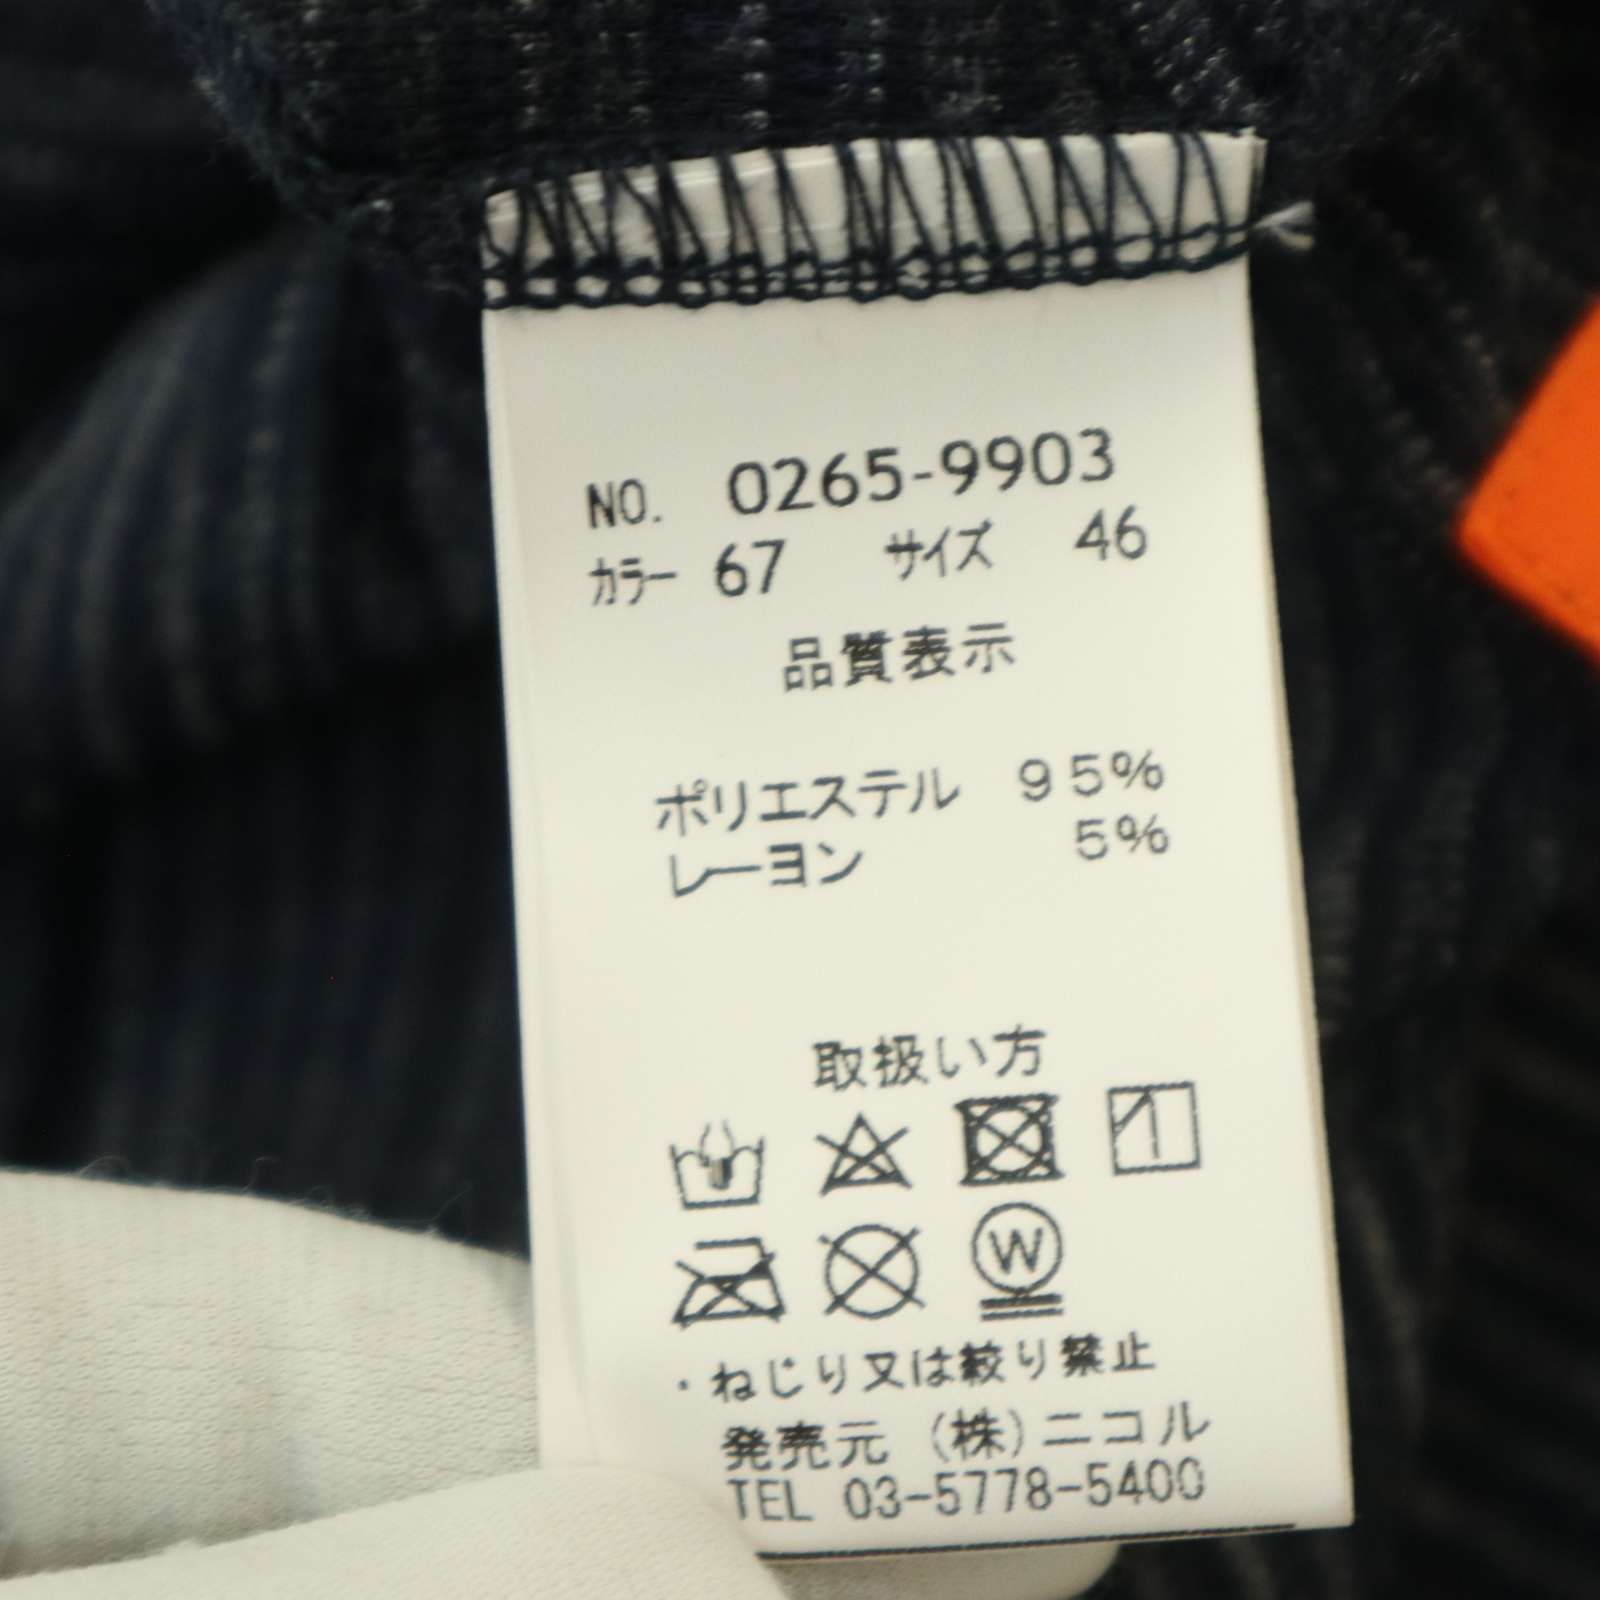 NO. 0265-9903
カラー 67 サイズ 46
品質表示
ポリエステル 95%
レーヨン 5%
取扱い方
W
・ねじり又は絞り禁止
発売元 (株)ニコル
TEL 03-5778-5400